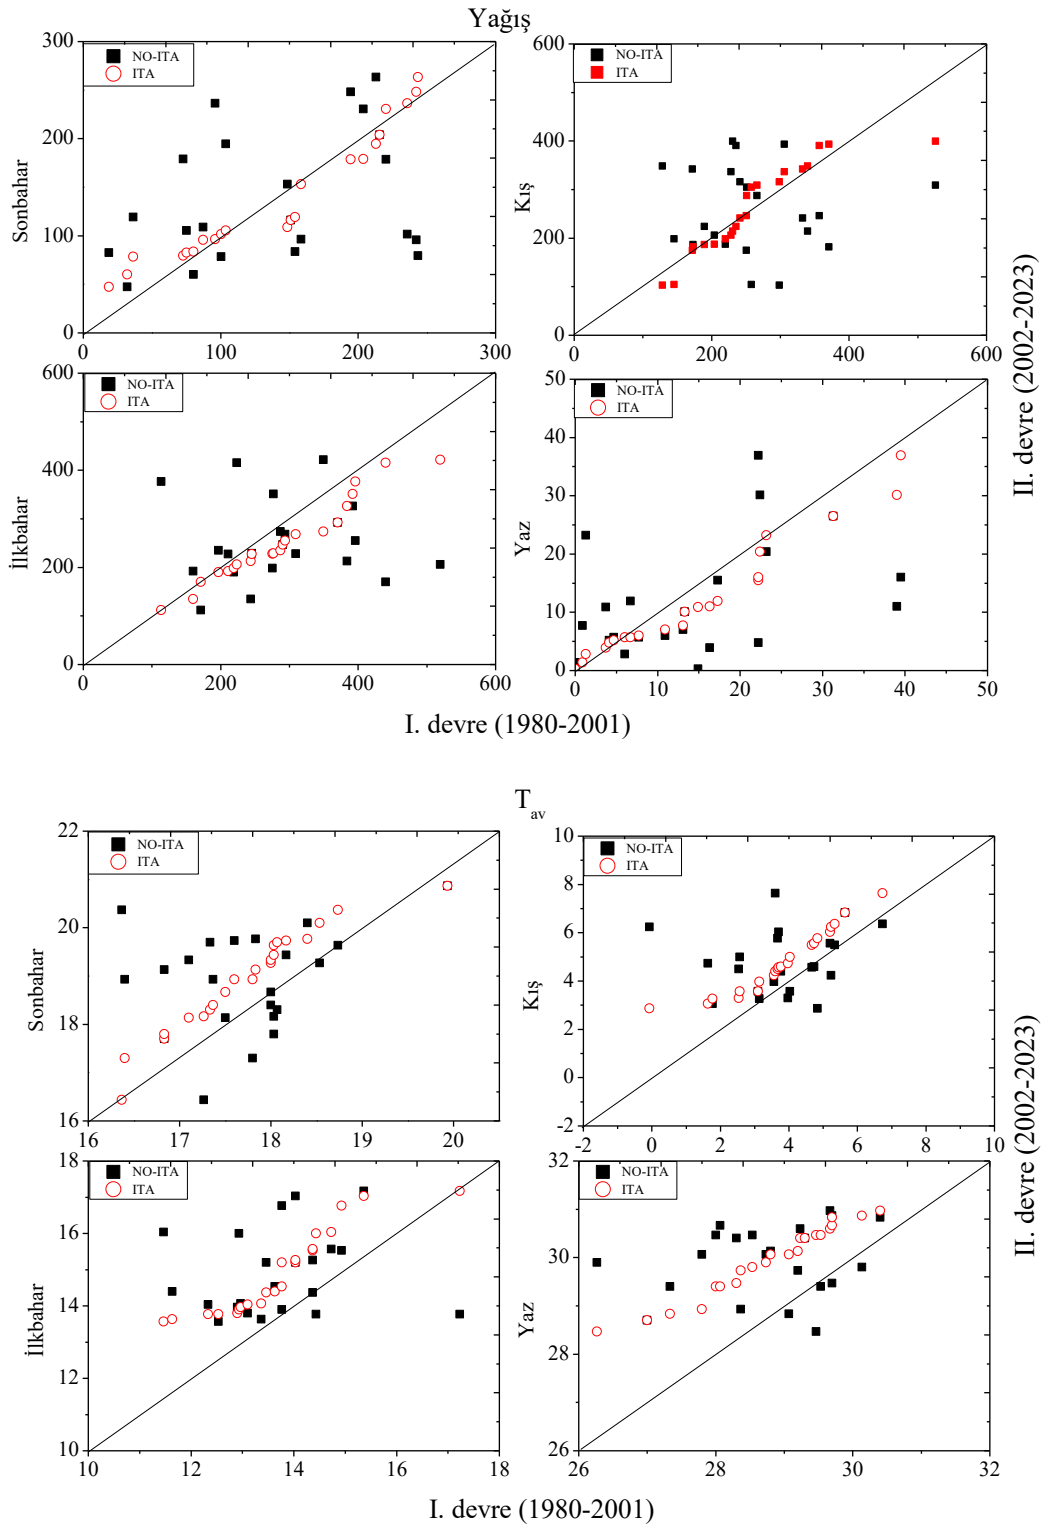 Yağış
300
200
100
0
0
100
200
300
Sonbahar
NO-ITA
ITA
600
400
200
0
0
200
400
600
Kış
NO-ITA
ITA
600
400
200
0
0
200
400
600
İlkbahar
NO-ITA
ITA
50
40
30
20
10
0
0
10
20
30
40
50
Yaz
NO-ITA
ITA
II. devre (2002-2023)
I. devre (1980-2001)
Tav
22
20
18
16
16
17
18
19
20
Sonbahar
NO-ITA
ITA
10
8
6
4
2
0
-2
-2
0
2
4
6
8
10
Kış
NO-ITA
ITA
18
16
14
12
10
10
12
14
16
18
İlkbahar
NO-ITA
ITA
32
30
28
26
26
28
30
32
Yaz
NO-ITA
ITA
II. devre (2002-2023)
I. devre (1980-2001)